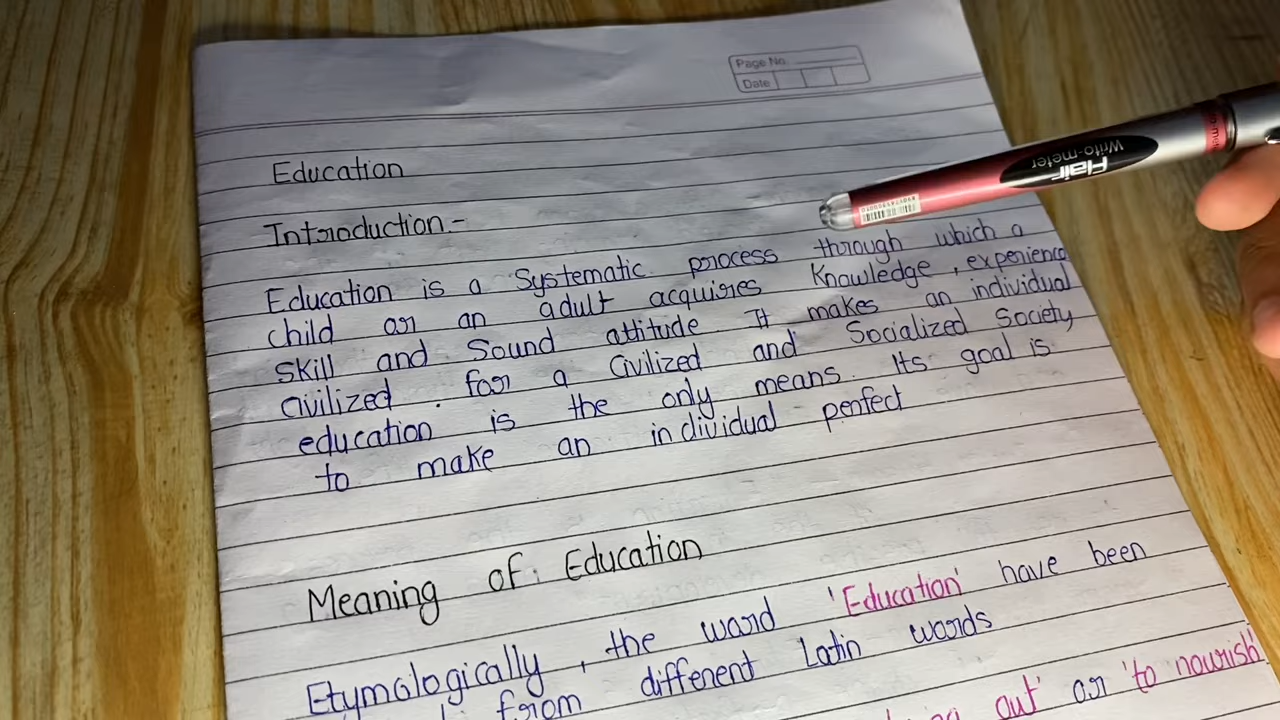 Page No.
Date
Education
Introduction:-
Education is a Systematic process through which a
child or an adult acquires Knowledge, experience
skill and Sound attitude. It makes an individual
civilized. for a Civilized and Socialized Society
education is the only means. Its goal is
to make an individual perfect
Meaning of Education
Etymologically, the word 'Education' have been
from different Latin words
out' or 'to nourish'
Flair
Writo-meter